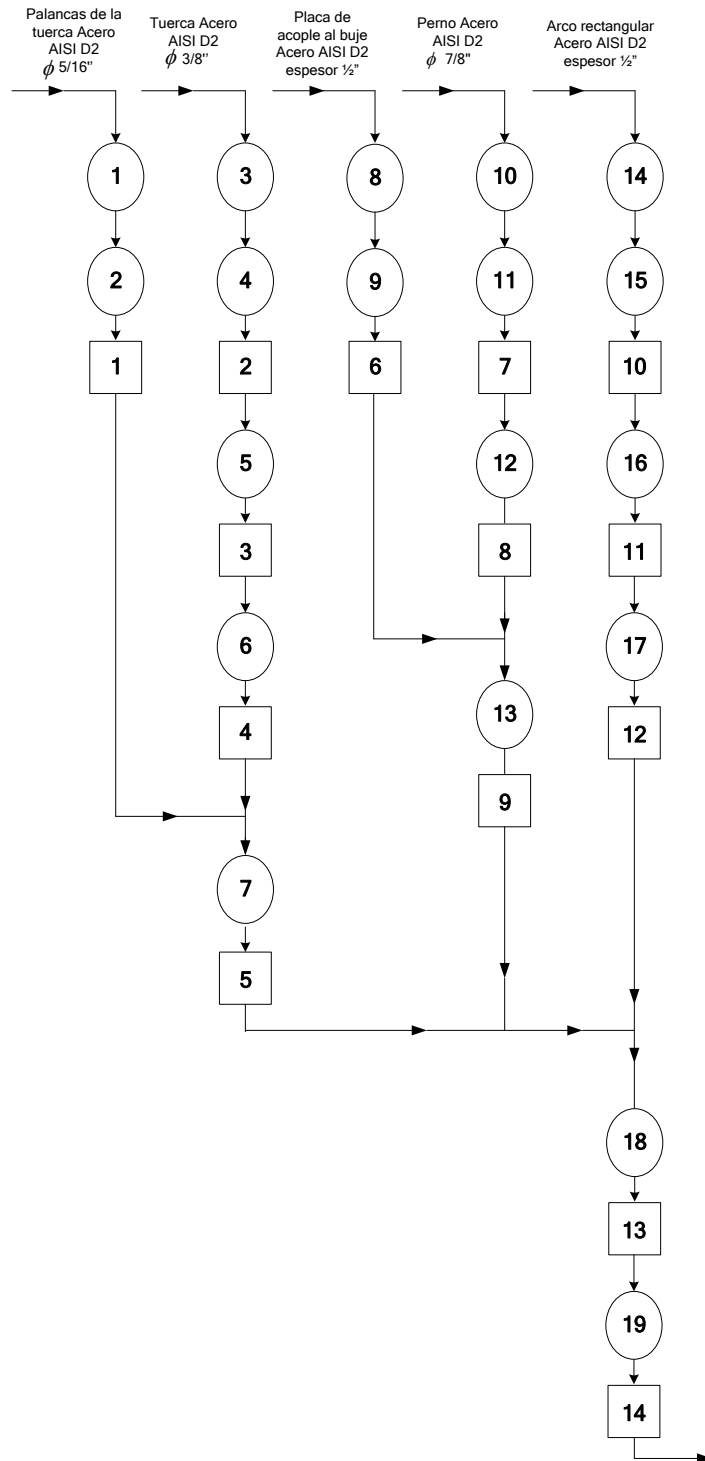 Palancas de la
tuerca Acero
AISI D2
ϕ 5/16''
Tuerca Acero
AISI D2
ϕ 3/8''
Placa de
acople al buje
Acero AISI D2
espesor ½”
Perno Acero
AISI D2
ϕ 7/8"
Arco rectangular
Acero AISI D2
espesor ½”
1
2
1
3
4
2
5
3
6
4
7
5
8
9
6
10
11
7
12
8
13
9
14
15
10
16
11
17
12
18
13
19
14